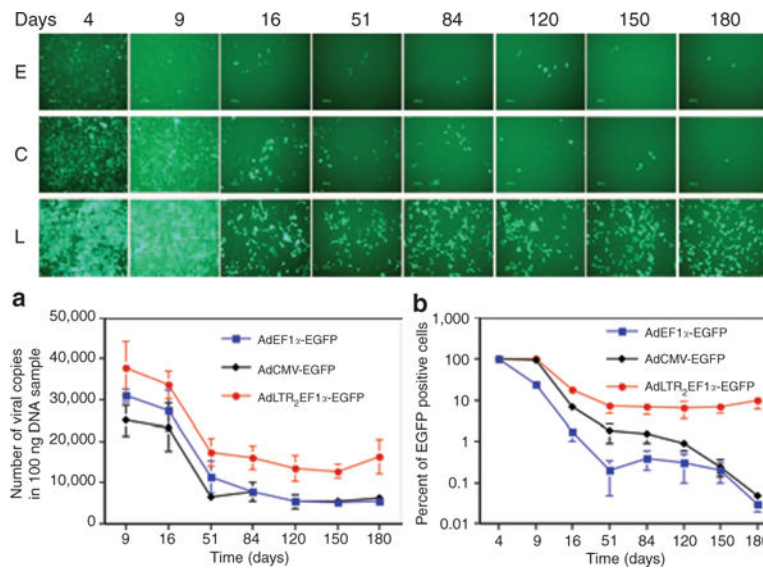 Days 4 9 16 51 84 120 150 180
E
C
L
a
50,000
40,000
30,000
20,000
10,000
0
Number of viral copies
in 100 ng DNA sample
AdEF1α-EGFP
AdCMV-EGFP
AdLTR₂EF1α-EGFP
9 16 51 84 120 150 180
Time (days)
b
1,000
100
10
1
0.1
0.01
Percent of EGFP positive cells
AdEF1α-EGFP
AdCMV-EGFP
AdLTR₂EF1α-EGFP
4 9 16 51 84 120 150 180
Time (days)